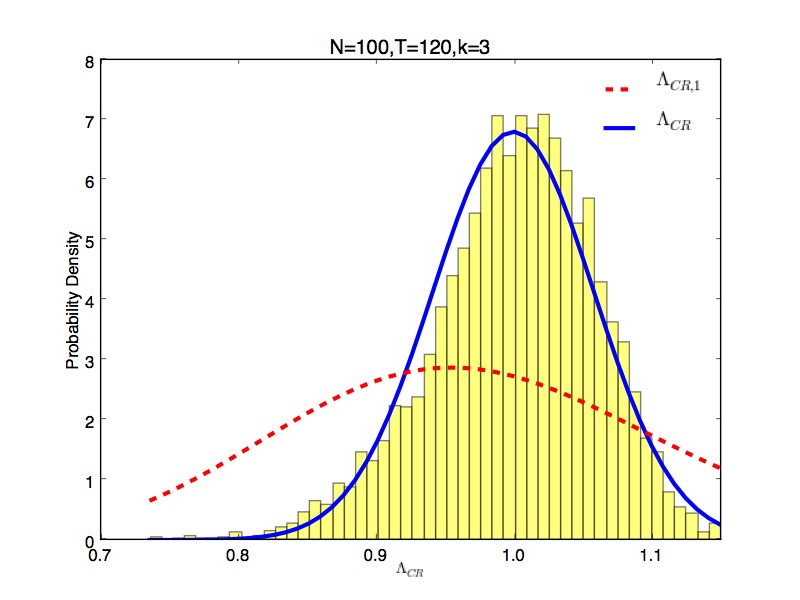 N=100,T=120,k=3
Λ_{CR,1}
Λ_{CR}
Probability Density
8
7
6
5
4
3
2
1
0
0.7 0.8 0.9 1.0 1.1
Λ_{CR}